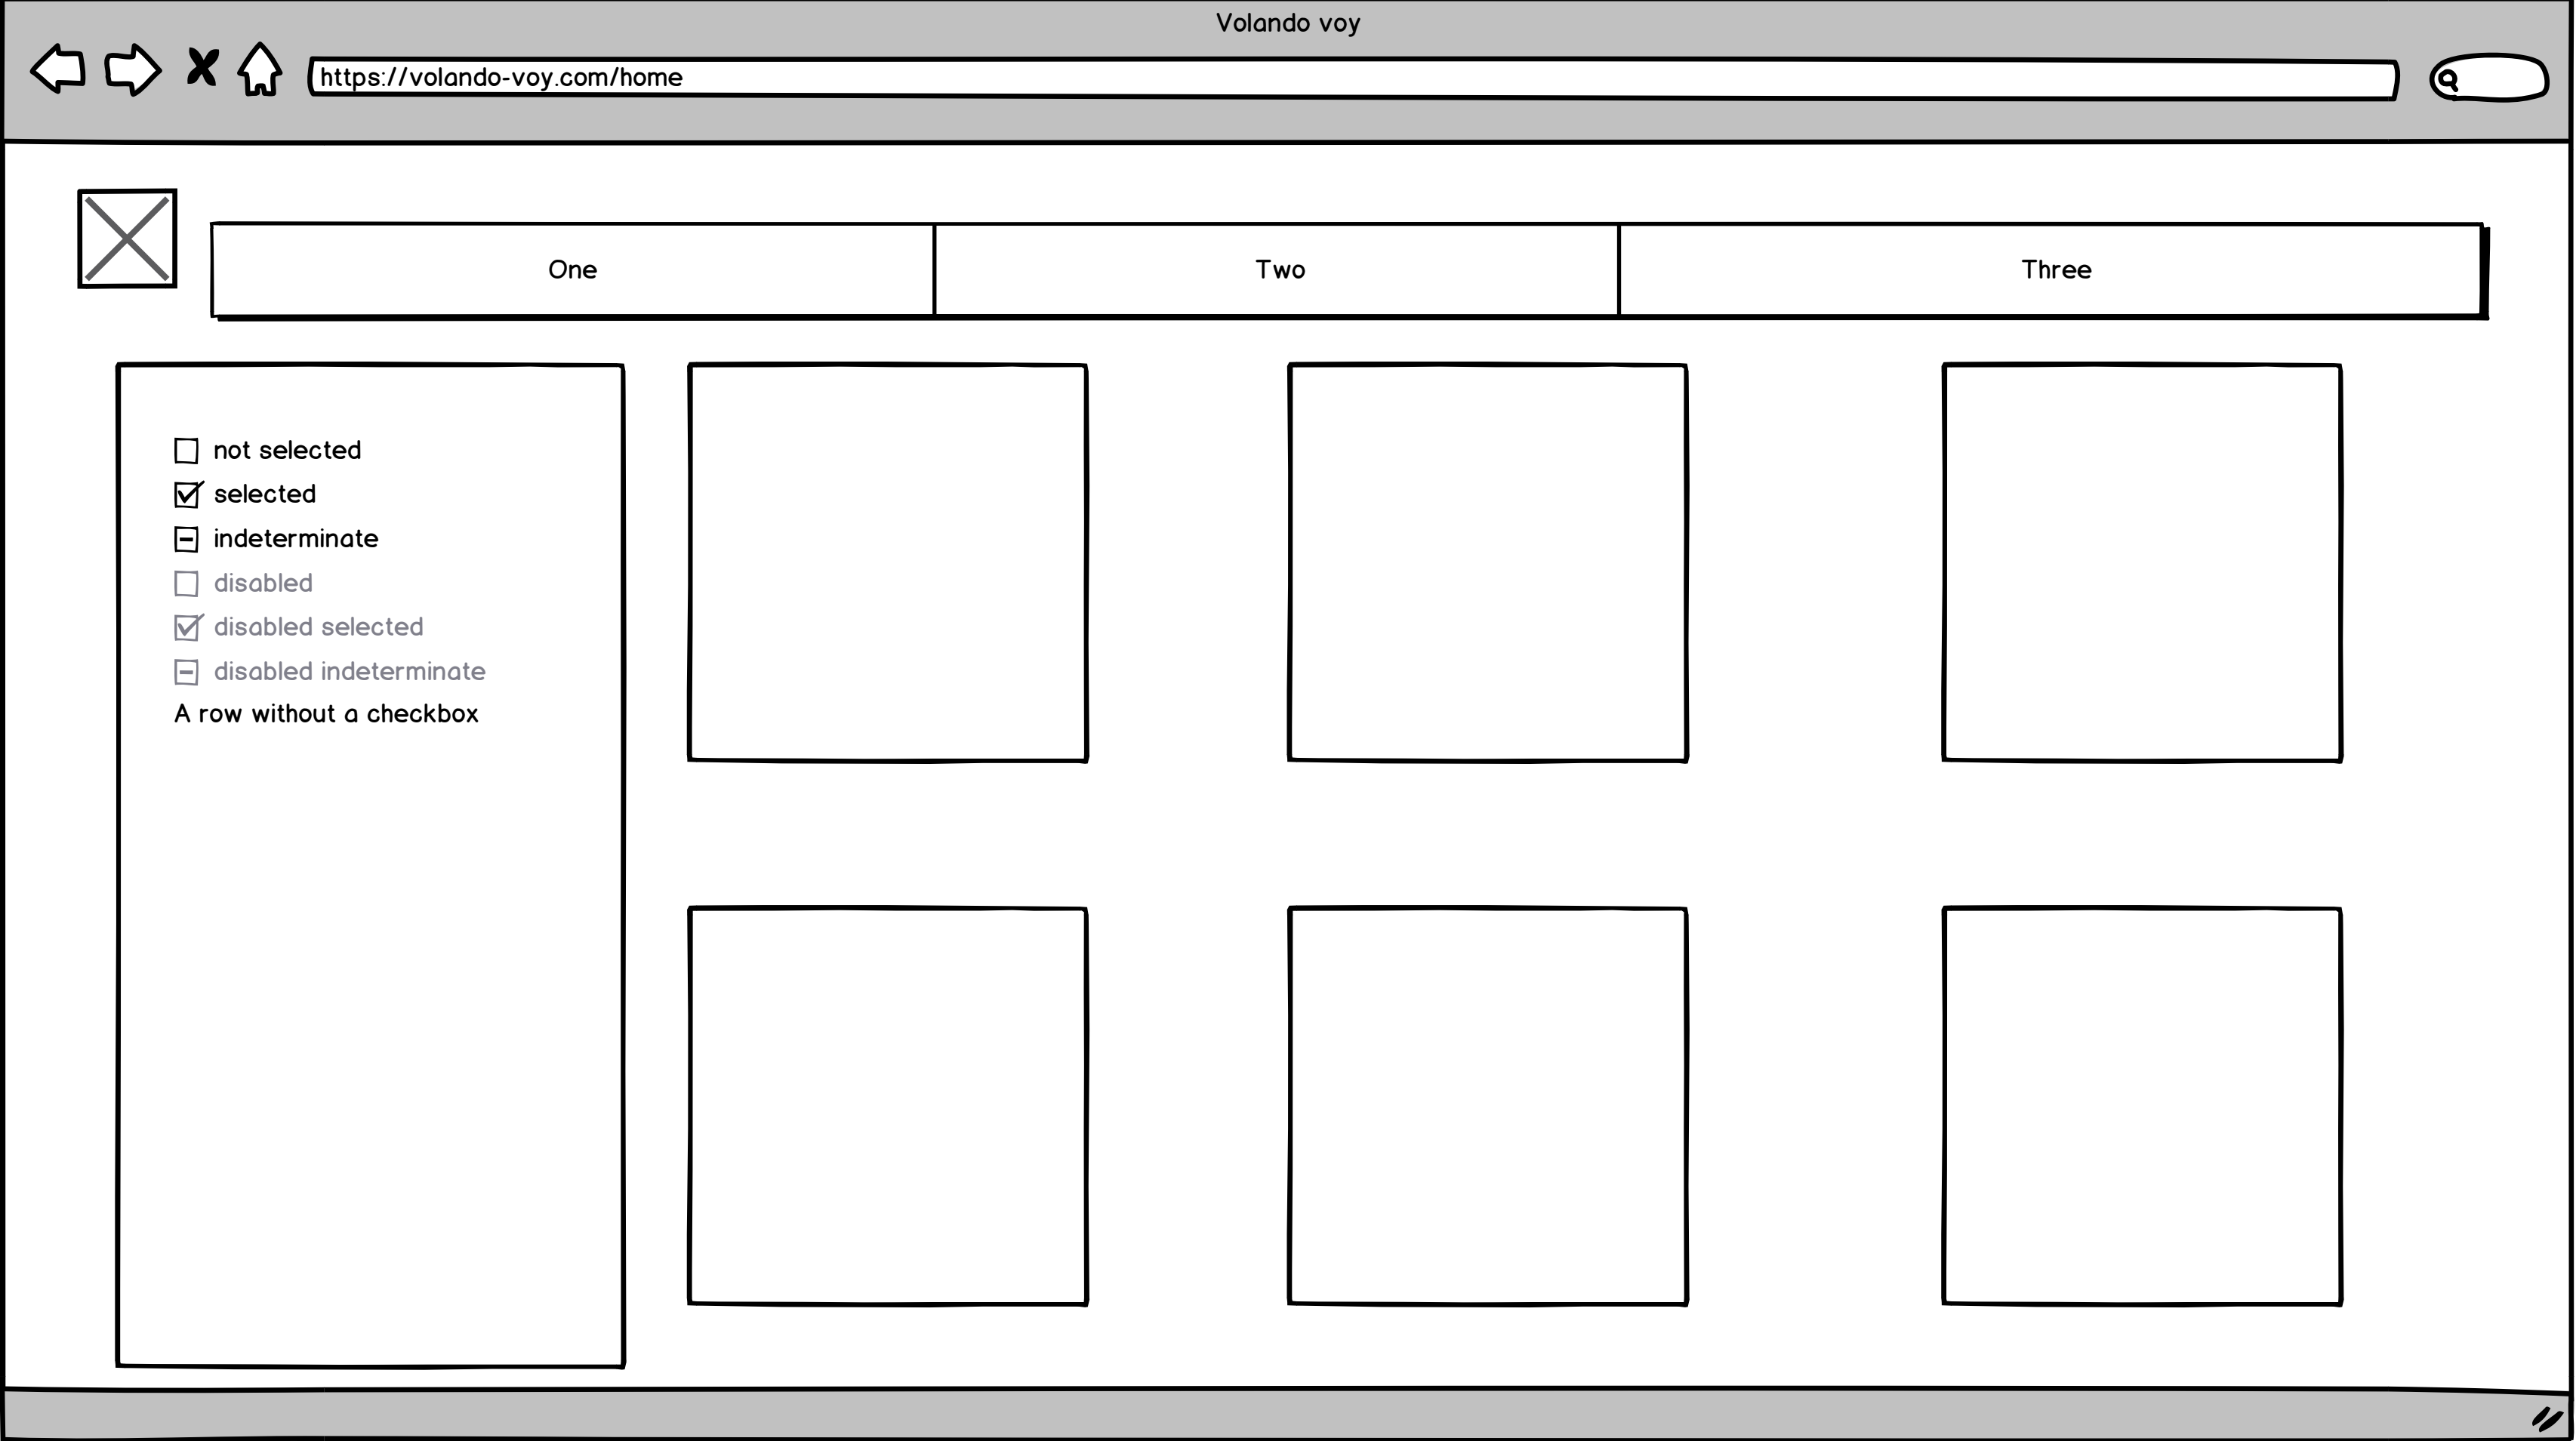 Volando voy
https://volando-voy.com/home
One Two Three
not selected
selected
indeterminate
disabled
disabled selected
disabled indeterminate
A row without a checkbox